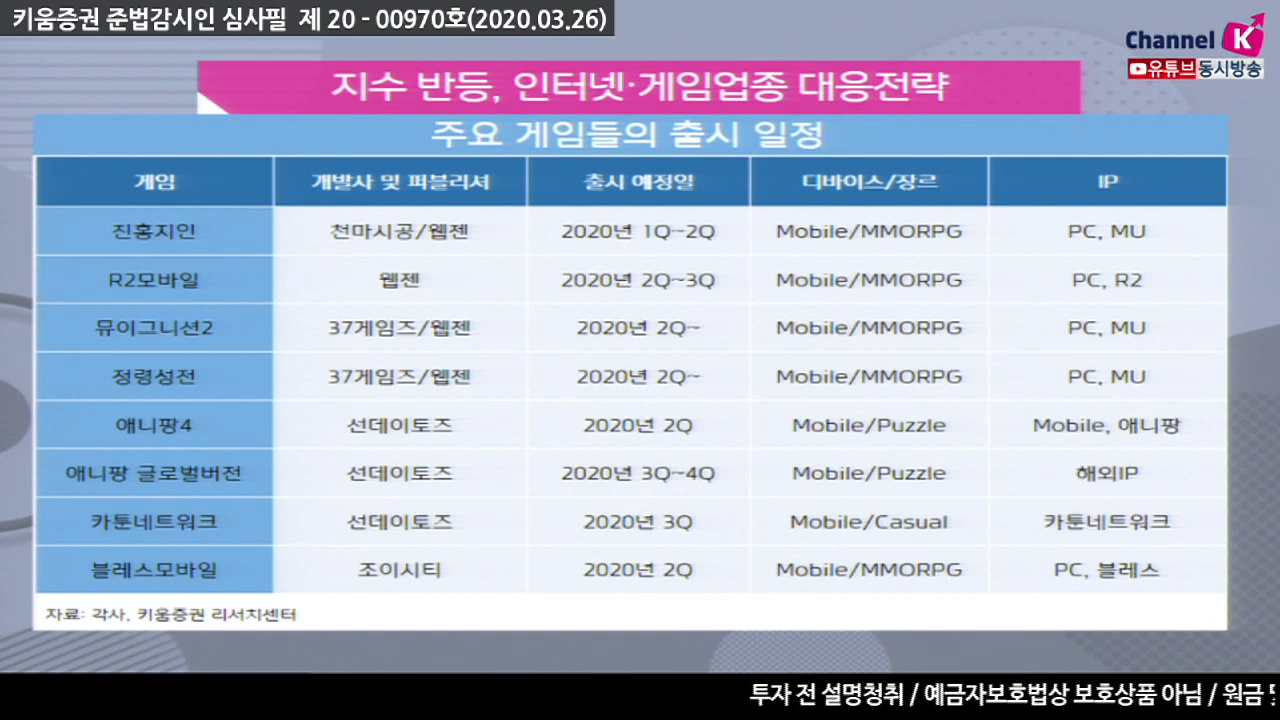 키움증권 준법감시인 심사필 제 20 - 00970호(2020.03.26)
Channel K
유튜브동시방송
지수 반등, 인터넷·게임업종 대응전략
주요 게임들의 출시 일정
게임 개발사 및 퍼블리셔 출시 예정일 디바이스/장르 IP
진홍지인 천마시공/웹젠 2020년 1Q~2Q Mobile/MMORPG PC, MU
R2모바일 웹젠 2020년 2Q~3Q Mobile/MMORPG PC, R2
뮤이그니션2 37게임즈/웹젠 2020년 2Q~ Mobile/MMORPG PC, MU
정령성전 37게임즈/웹젠 2020년 2Q~ Mobile/MMORPG PC, MU
애니팡4 선데이토즈 2020년 2Q Mobile/Puzzle Mobile, 애니팡
애니팡 글로벌버전 선데이토즈 2020년 3Q~4Q Mobile/Puzzle 해외IP
카툰네트워크 선데이토즈 2020년 3Q Mobile/Casual 카툰네트워크
블레스모바일 조이시티 2020년 2Q Mobile/MMORPG PC, 블레스
자료: 각사, 키움증권 리서치센터
투자 전 설명청취 / 예금자보호법상 보호상품 아님 / 원금